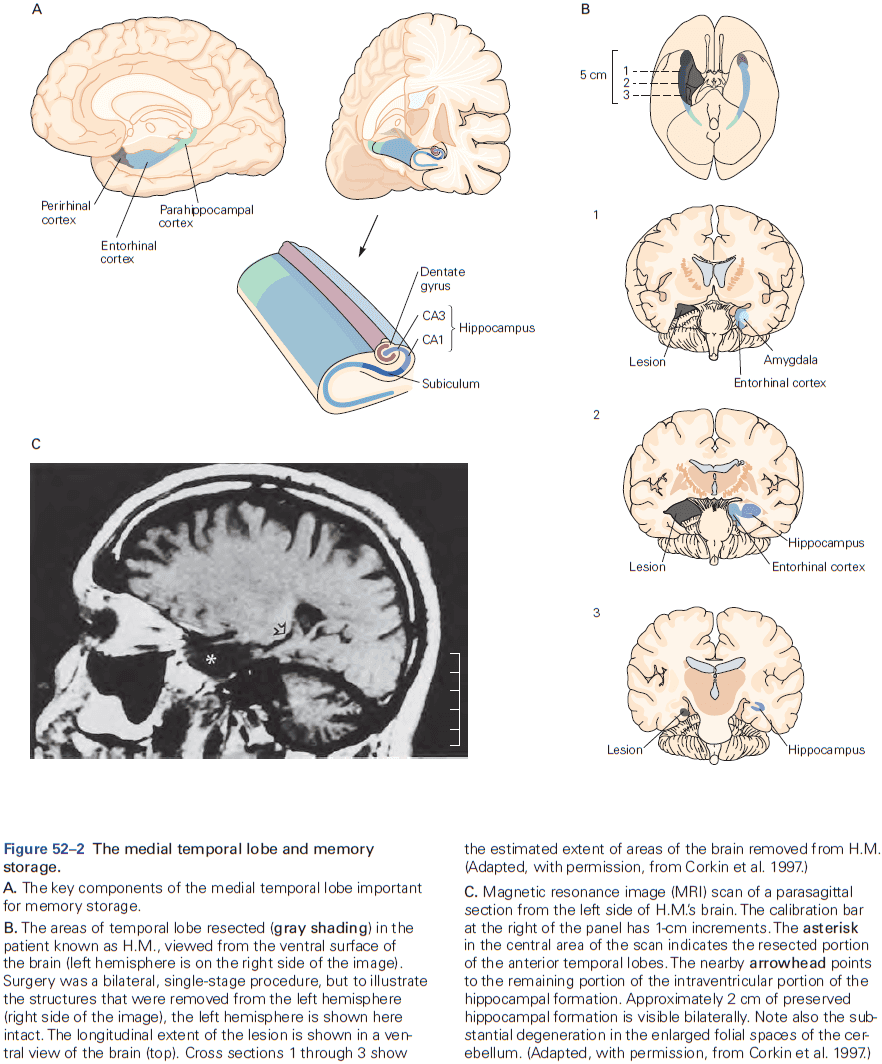 A
Perirhinal
cortex
Entorhinal
cortex
Parahippocampal
cortex
Dentate
gyrus
CA3
CA1
Hippocampus
Subiculum
B
5 cm
1
2
3
1
Lesion
Amygdala
Entorhinal cortex
2
Hippocampus
Lesion
Entorhinal cortex
3
Lesion
Hippocampus
C
*
Figure 52–2 The medial temporal lobe and memory
storage.
A. The key components of the medial temporal lobe important
for memory storage.
B. The areas of temporal lobe resected (gray shading) in the
patient known as H.M., viewed from the ventral surface of
the brain (left hemisphere is on the right side of the image).
Surgery was a bilateral, single-stage procedure, but to illustrate
the structures that were removed from the left hemisphere
(right side of the image), the left hemisphere is shown here
intact. The longitudinal extent of the lesion is shown in a ven-
tral view of the brain (top). Cross sections 1 through 3 show
the estimated extent of areas of the brain removed from H.M.
(Adapted, with permission, from Corkin et al. 1997.)
C. Magnetic resonance image (MRI) scan of a parasagittal
section from the left side of H.M.'s brain. The calibration bar
at the right of the panel has 1-cm increments. The asterisk
in the central area of the scan indicates the resected portion
of the anterior temporal lobes. The nearby arrowhead points
to the remaining portion of the intraventricular portion of the
hippocampal formation. Approximately 2 cm of preserved
hippocampal formation is visible bilaterally. Note also the sub-
stantial degeneration in the enlarged folial spaces of the cer-
ebellum. (Adapted, with permission, from Corkin et al. 1997.)